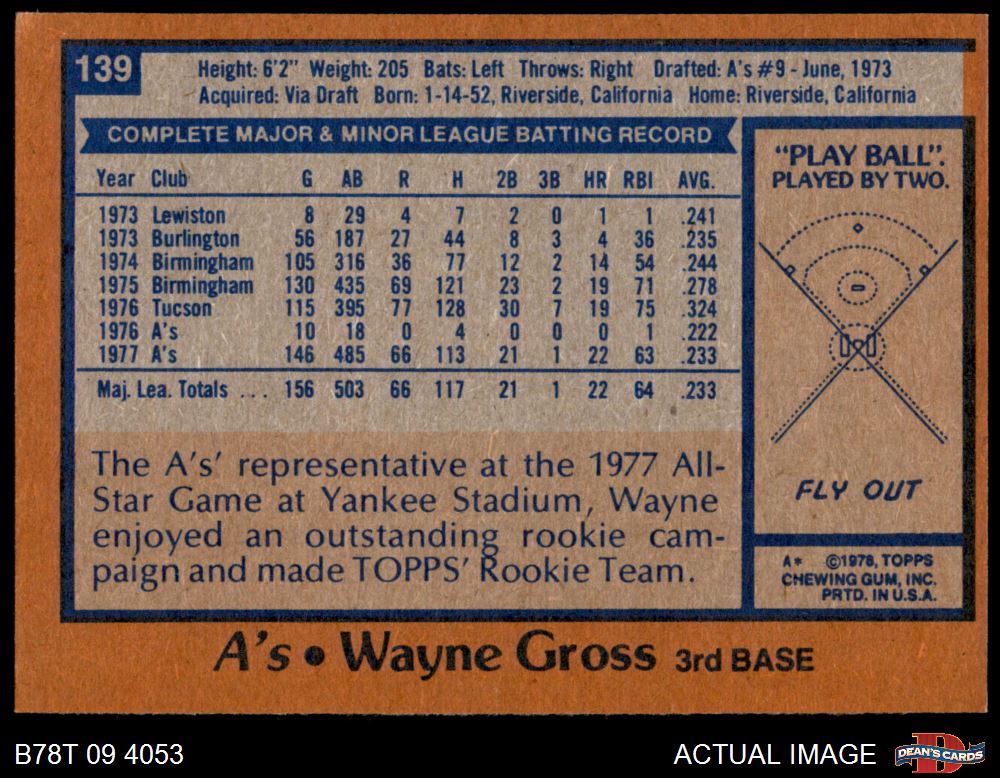 139
Height: 6'2" Weight: 205 Bats: Left Throws: Right Drafted: A's #9 - June, 1973
Acquired: Via Draft Born: 1-14-52, Riverside, California Home: Riverside, California
COMPLETE MAJOR & MINOR LEAGUE BATTING RECORD
Year Club G AB R H 2B 3B HR RBI AVG.
1973 Lewiston 8 29 4 7 2 0 1 1 .241
1973 Burlington 56 187 27 44 8 3 4 36 .235
1974 Birmingham 105 316 36 77 12 2 14 54 .244
1975 Birmingham 130 435 69 121 23 2 19 71 .278
1976 Tucson 115 395 77 128 30 7 19 75 .324
1976 A's 10 18 0 4 0 0 0 1 .222
1977 A's 146 485 66 113 21 1 22 63 .233
Maj. Lea. Totals ... 156 503 66 117 21 1 22 64 .233
The A's' representative at the 1977 All-
Star Game at Yankee Stadium, Wayne
enjoyed an outstanding rookie cam-
paign and made TOPPS' Rookie Team.
"PLAY BALL".
PLAYED BY TWO.
FLY OUT
A* ©1978, TOPPS
CHEWING GUM, INC.
PRTD. IN U.S.A.
A's • Wayne Gross 3rd BASE
B78T 09 4053
ACTUAL IMAGE
D
DEAN'S CARDS